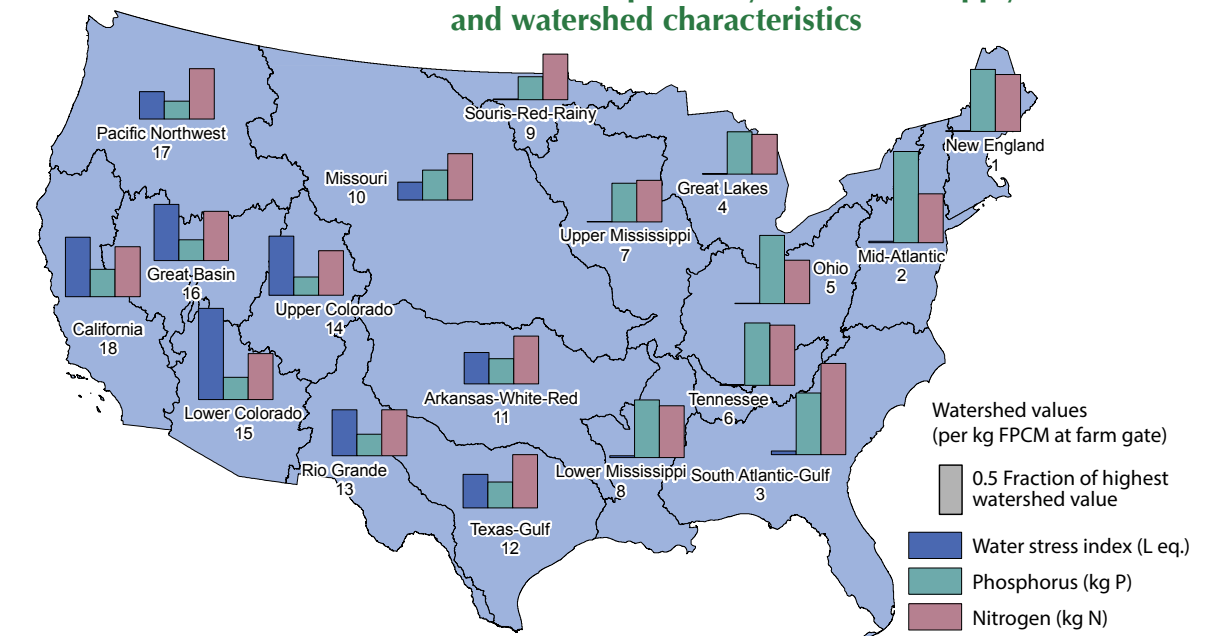 and watershed characteristics
Pacific Northwest
17
Souris-Red-Rainy
9
New England
1
Missouri
10
Great Lakes
4
Upper Mississippi
7
Mid-Atlantic
2
Ohio
5
Great-Basin
16
Upper Colorado
14
California
18
Arkansas-White-Red
11
Tennessee
6
Lower Colorado
15
Rio Grande
13
Lower Mississippi
8
South Atlantic-Gulf
3
Texas-Gulf
12
Watershed values
(per kg FPCM at farm gate)
0.5 Fraction of highest
watershed value
Water stress index (L eq.)
Phosphorus (kg P)
Nitrogen (kg N)